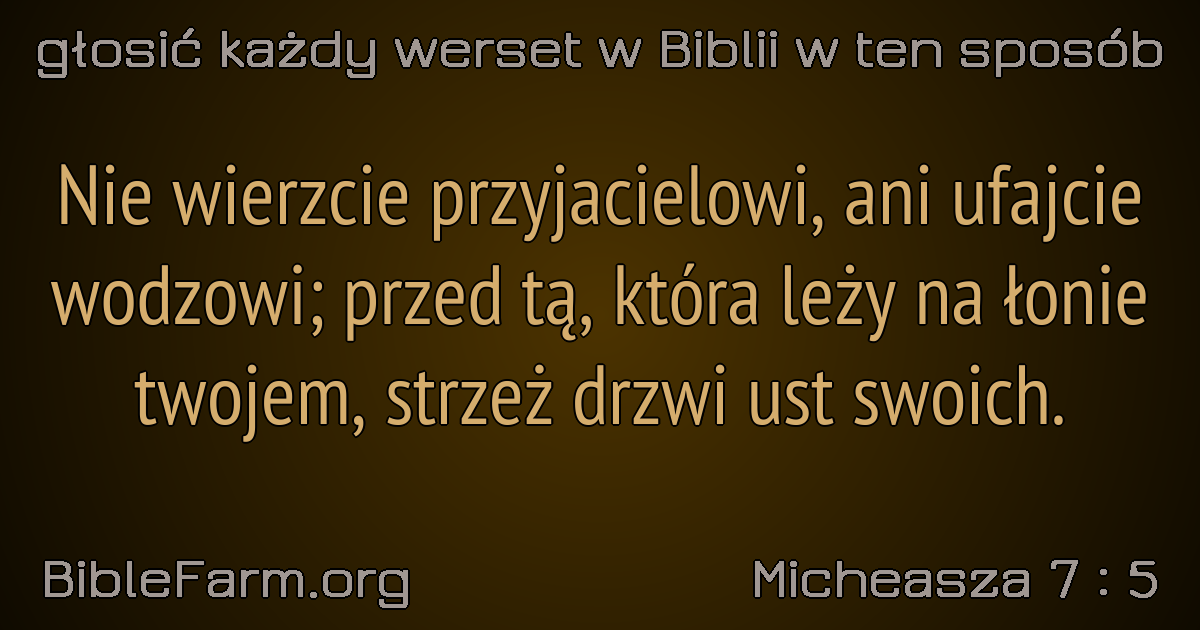 głosić każdy werset w Biblii w ten sposób
Nie wierzcie przyjacielowi, ani ufajcie
wodzowi; przed tą, która leży na łonie
twojem, strzeż drzwi ust swoich.
BibleFarm.org
Micheasza 7 : 5